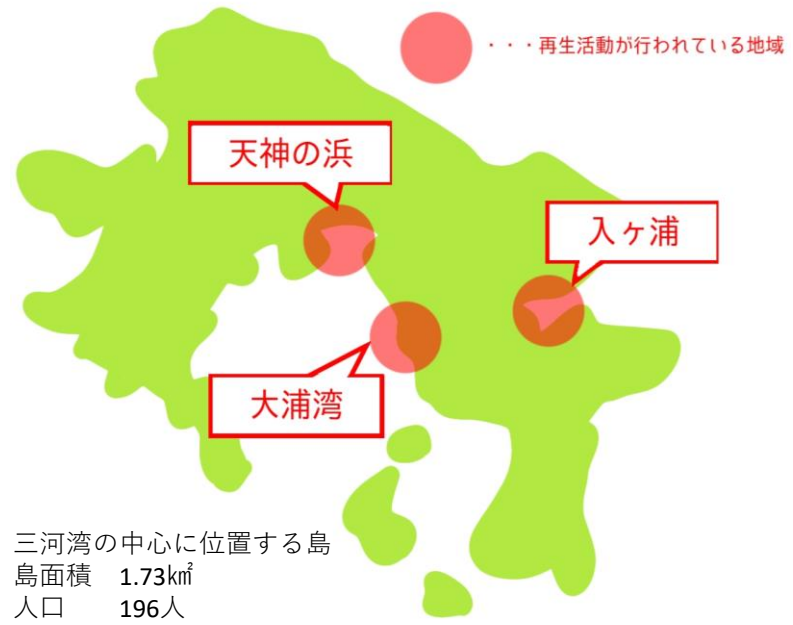 ・・・再生活動が行われている地域
天神の浜
入ヶ浦
大浦湾
三河湾の中心に位置する島
島面積 1.73㎢
人口 196人